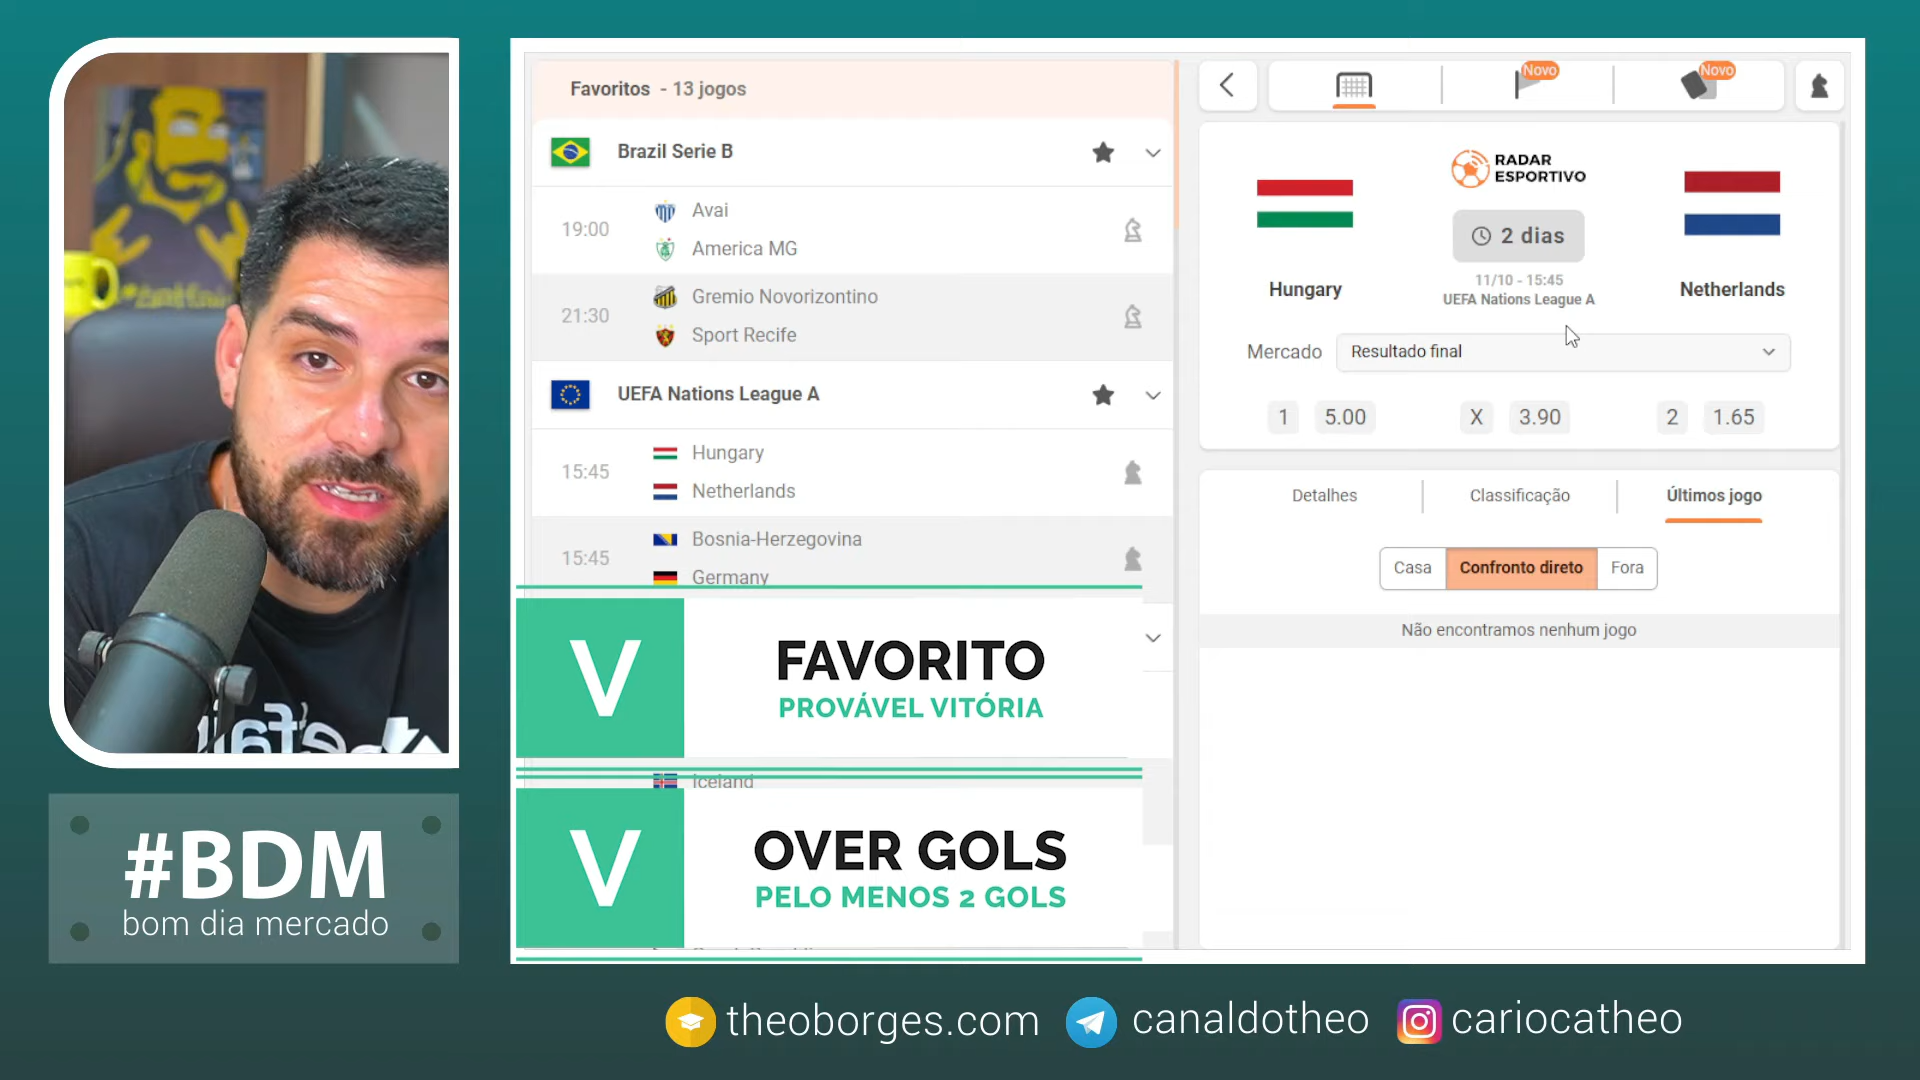 Favoritos - 13 jogos
Brazil Serie B
19:00
Avai
America MG
21:30
Gremio Novorizontino
Sport Recife
UEFA Nations League A
15:45
Hungary
Netherlands
15:45
Bosnia-Herzegovina
Germany
V
FAVORITO
PROVÁVEL VITÓRIA
Iceland
V
OVER GOLS
PELO MENOS 2 GOLS
Novo
Novo
RADAR
ESPORTIVO
2 dias
11/10 - 15:45
UEFA Nations League A
Hungary
Netherlands
Mercado
Resultado final
1 5.00 X 3.90 2 1.65
Detalhes
Classificação
Últimos jogo
Casa
Confronto direto
Fora
Não encontramos nenhum jogo
#BDM
bom dia mercado
theoborges.com
canaldotheo
cariocatheo